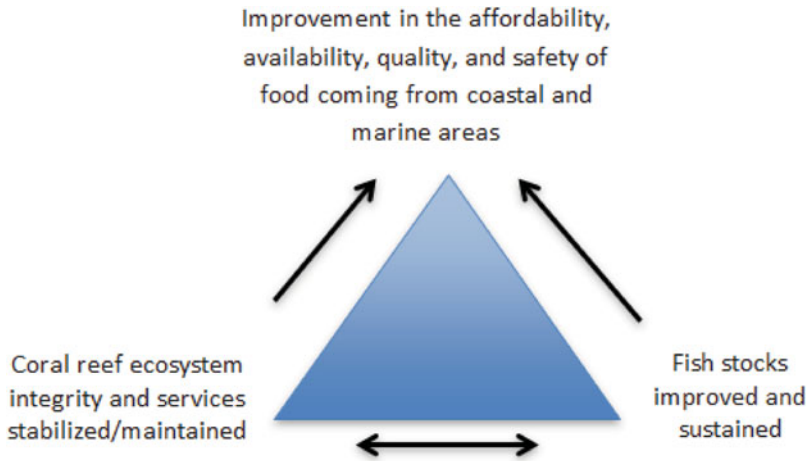 Improvement in the affordability,
availability, quality, and safety of
food coming from coastal and
marine areas
Coral reef ecosystem
integrity and services
stabilized/maintained
Fish stocks
improved and
sustained